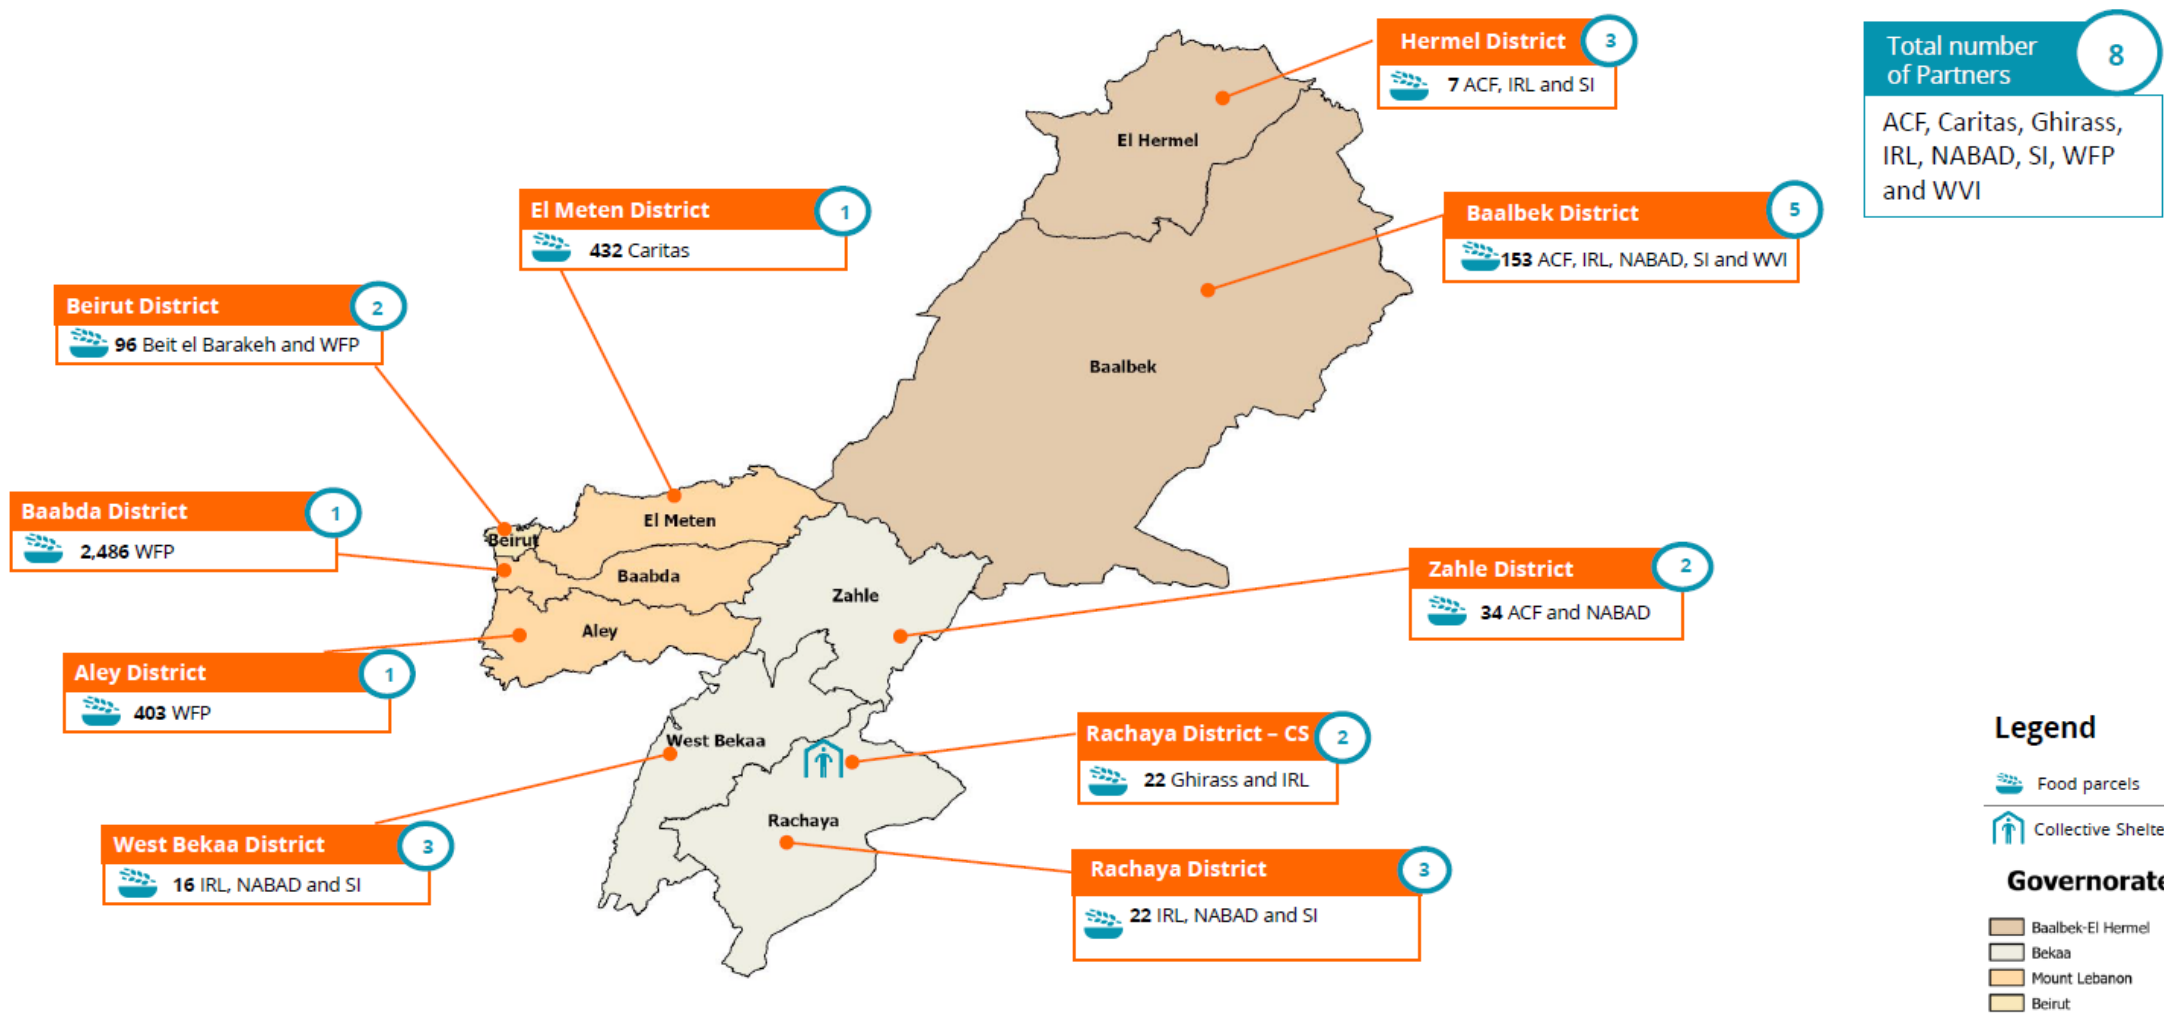 Hermel District 3
7 ACF, IRL and SI
Total number
of Partners
8
ACF, Caritas, Ghirass,
IRL, NABAD, SI, WFP
and WVI
El Hermel
El Meten District 1
432 Caritas
Baalbek District 5
153 ACF, IRL, NABAD, SI and WVI
Beirut District 2
96 Beit el Barakeh and WFP
Baalbek
Baabda District 1
2,486 WFP
El Meten
Beirut
Baabda
Zahle
Aley
Zahle District 2
34 ACF and NABAD
Aley District 1
403 WFP
West Bekaa
Rachaya District – CS 2
22 Ghirass and IRL
Rachaya
West Bekaa District 3
16 IRL, NABAD and SI
Rachaya District 3
22 IRL, NABAD and SI
Legend
Food parcels
Collective Shelte
Governorate
Baalbek-El Hermel
Bekaa
Mount Lebanon
Beirut